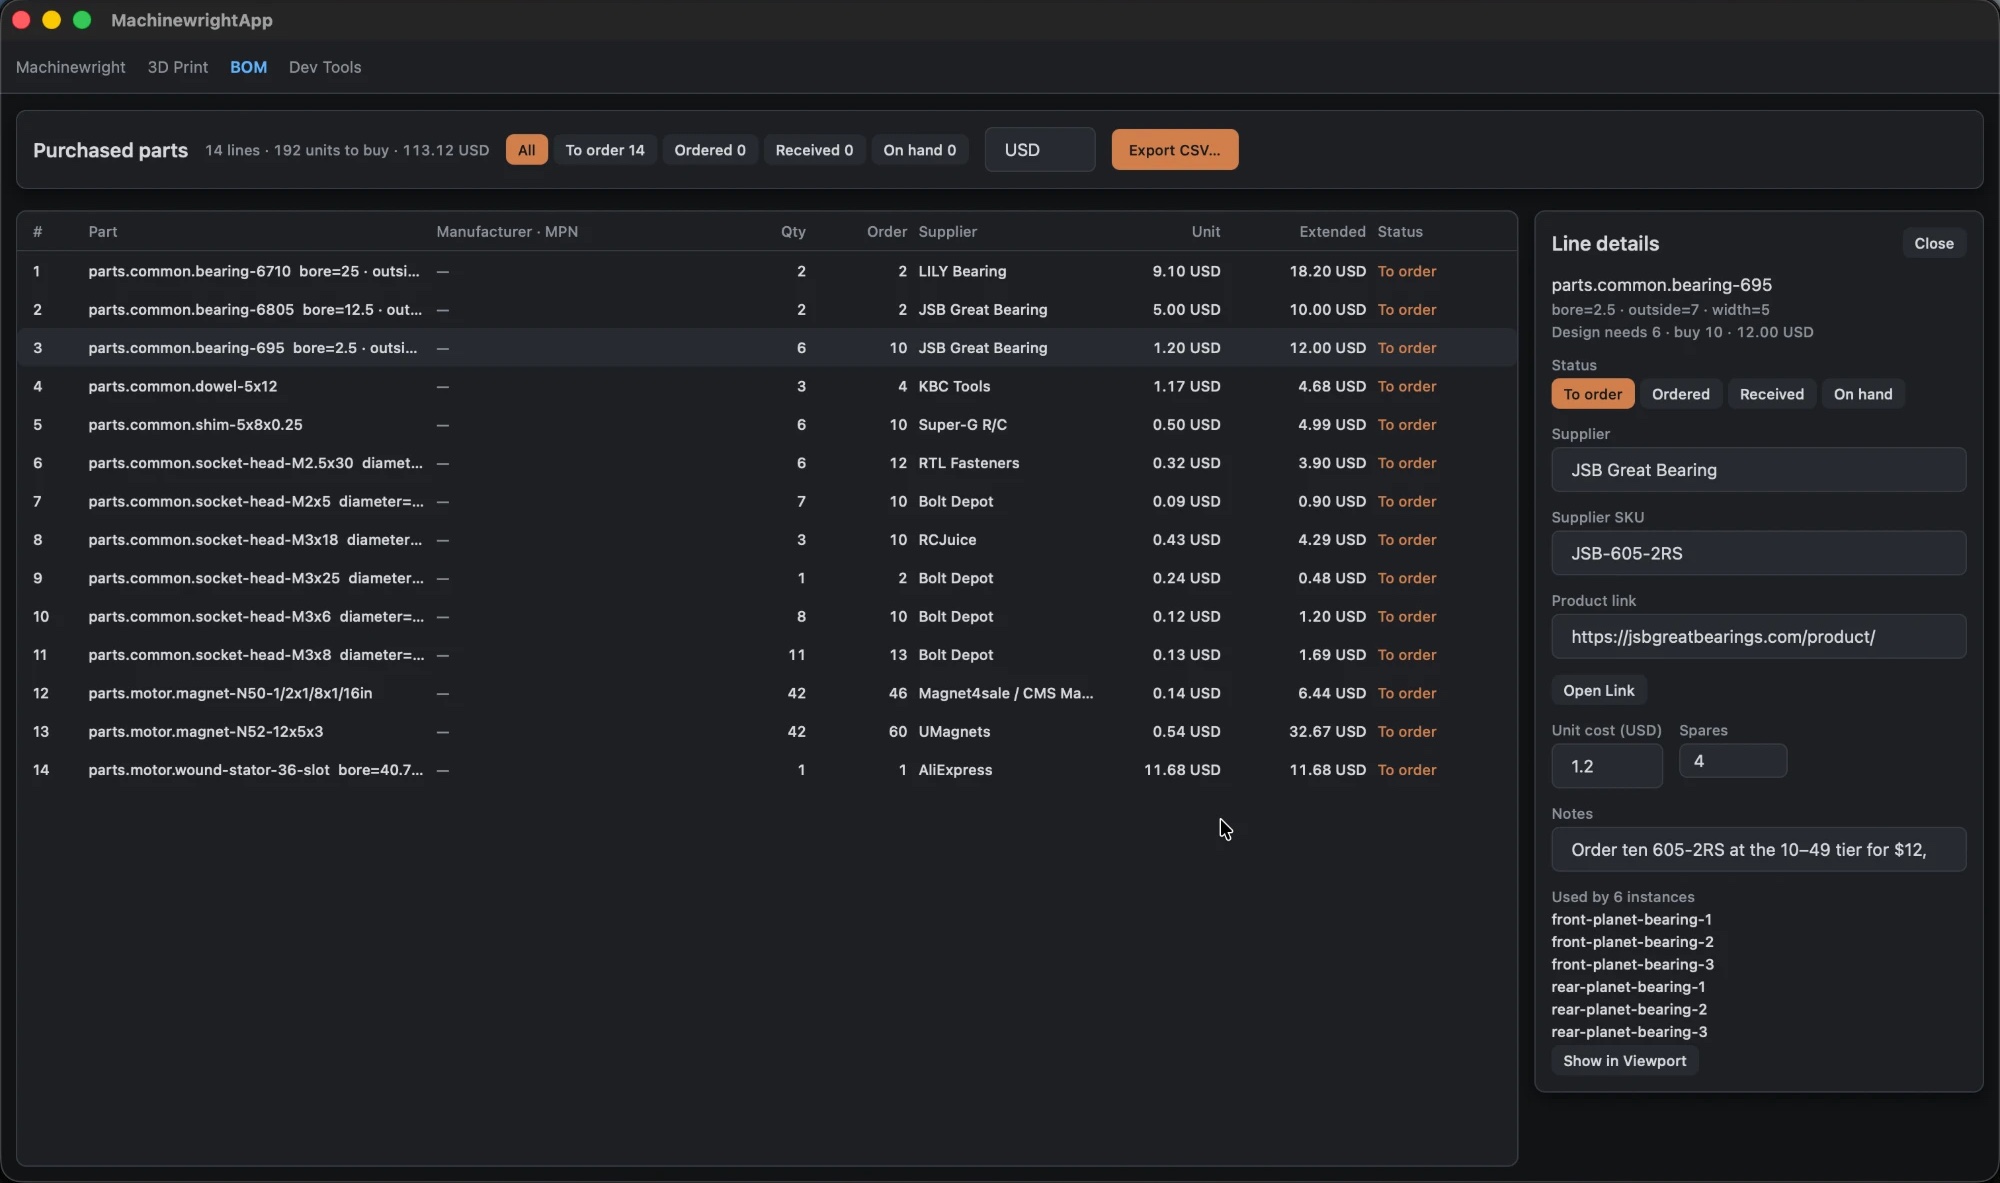 MachinewrightApp
Machinewright 3D Print BOM Dev Tools
Purchased parts 14 lines · 192 units to buy · 113.12 USD All To order 14 Ordered 0 Received 0 On hand 0 USD Export CSV...
# Part Manufacturer · MPN Qty Order Supplier Unit Extended Status
1 parts.common.bearing-6710 bore=25 · outsi... — 2 2 LILY Bearing 9.10 USD 18.20 USD To order
2 parts.common.bearing-6805 bore=12.5 · out... — 2 2 JSB Great Bearing 5.00 USD 10.00 USD To order
3 parts.common.bearing-695 bore=2.5 · outsi... — 6 10 JSB Great Bearing 1.20 USD 12.00 USD To order
4 parts.common.dowel-5x12 — 3 4 KBC Tools 1.17 USD 4.68 USD To order
5 parts.common.shim-5x8x0.25 — 6 10 Super-G R/C 0.50 USD 4.99 USD To order
6 parts.common.socket-head-M2.5x30 diamet... — 6 12 RTL Fasteners 0.32 USD 3.90 USD To order
7 parts.common.socket-head-M2x5 diameter=... — 7 10 Bolt Depot 0.09 USD 0.90 USD To order
8 parts.common.socket-head-M3x18 diameter... — 3 10 RCJuice 0.43 USD 4.29 USD To order
9 parts.common.socket-head-M3x25 diameter... — 1 2 Bolt Depot 0.24 USD 0.48 USD To order
10 parts.common.socket-head-M3x6 diameter=... — 8 10 Bolt Depot 0.12 USD 1.20 USD To order
11 parts.common.socket-head-M3x8 diameter=... — 11 13 Bolt Depot 0.13 USD 1.69 USD To order
12 parts.motor.magnet-N50-1/2x1/8x1/16in — 42 46 Magnet4sale / CMS Ma... 0.14 USD 6.44 USD To order
13 parts.motor.magnet-N52-12x5x3 — 42 60 UMagnets 0.54 USD 32.67 USD To order
14 parts.motor.wound-stator-36-slot bore=40.7... — 1 1 AliExpress 11.68 USD 11.68 USD To order
Line details Close
parts.common.bearing-695
bore=2.5 · outside=7 · width=5
Design needs 6 · buy 10 · 12.00 USD
Status
To order Ordered Received On hand
Supplier
JSB Great Bearing
Supplier SKU
JSB-605-2RS
Product link
https://jsbgreatbearings.com/product/
Open Link
Unit cost (USD) Spares
1.2 4
Notes
Order ten 605-2RS at the 10–49 tier for $12,
Used by 6 instances
front-planet-bearing-1
front-planet-bearing-2
front-planet-bearing-3
rear-planet-bearing-1
rear-planet-bearing-2
rear-planet-bearing-3
Show in Viewport